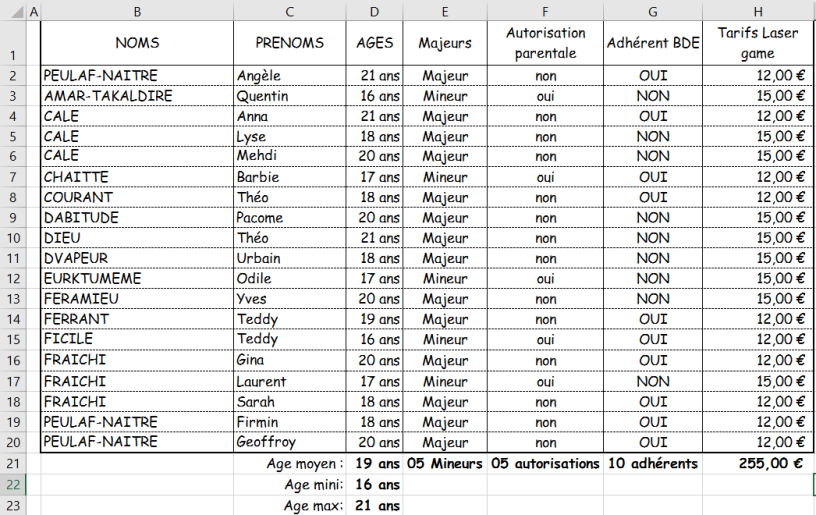 A B C D E F G H
1 NOMS PRENOMS AGES Majeurs Autorisation parentale Adhérent BDE Tarifs Laser game
2 PEULAF-NAITRE Angèle 21 ans Majeur non OUI 12,00 €
3 AMAR-TAKALDIRE Quentin 16 ans Mineur oui NON 15,00 €
4 CALE Anna 21 ans Majeur non OUI 12,00 €
5 CALE Lyse 18 ans Majeur non NON 15,00 €
6 CALE Mehdi 20 ans Majeur non NON 15,00 €
7 CHAITTE Barbie 17 ans Mineur oui OUI 12,00 €
8 COURANT Théo 18 ans Majeur non OUI 12,00 €
9 DABITUDE Pacome 20 ans Majeur non NON 15,00 €
10 DIEU Théo 21 ans Majeur non NON 15,00 €
11 DVAPEUR Urbain 18 ans Majeur non NON 15,00 €
12 EURKTUMEME Odile 17 ans Mineur oui NON 15,00 €
13 FERAMIEU Yves 20 ans Majeur non NON 15,00 €
14 FERRANT Teddy 19 ans Majeur non OUI 12,00 €
15 FICILE Teddy 16 ans Mineur oui OUI 12,00 €
16 FRAICHI Gina 20 ans Majeur non OUI 12,00 €
17 FRAICHI Laurent 17 ans Mineur oui NON 15,00 €
18 FRAICHI Sarah 18 ans Majeur non OUI 12,00 €
19 PEULAF-NAITRE Firmin 18 ans Majeur non OUI 12,00 €
20 PEULAF-NAITRE Geoffroy 20 ans Majeur non OUI 12,00 €
21 Age moyen : 19 ans 05 Mineurs 05 autorisations 10 adhérents 255,00 €
22 Age mini: 16 ans
23 Age max: 21 ans